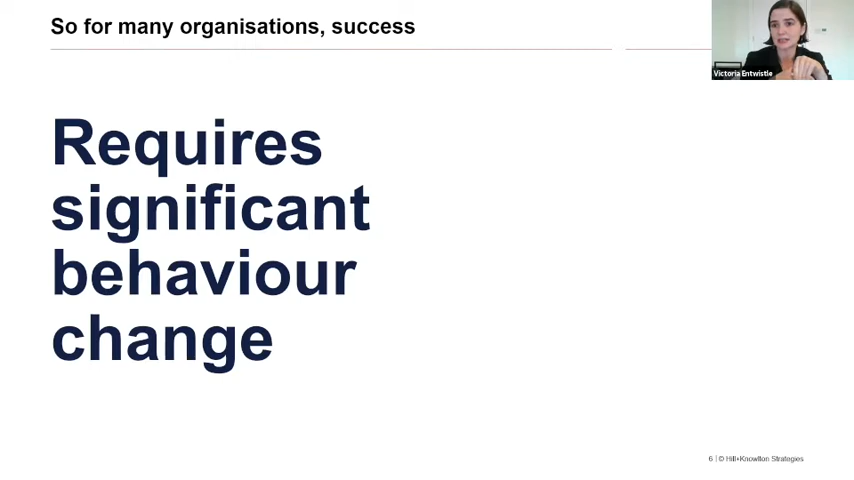 So for many organisations, success
Victoria Entwistle
Requires
significant
behaviour
change
6 | © Hill+Knowlton Strategies